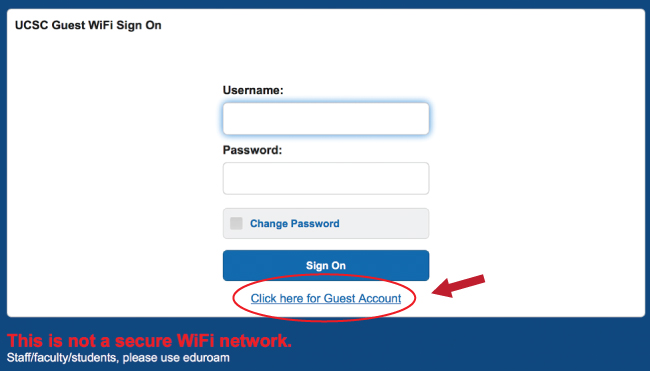 UCSC Guest WiFi Sign On
Username:
Password:
Change Password
Sign On
Click here for Guest Account
This is not a secure WiFi network.
Staff/faculty/students, please use eduroam